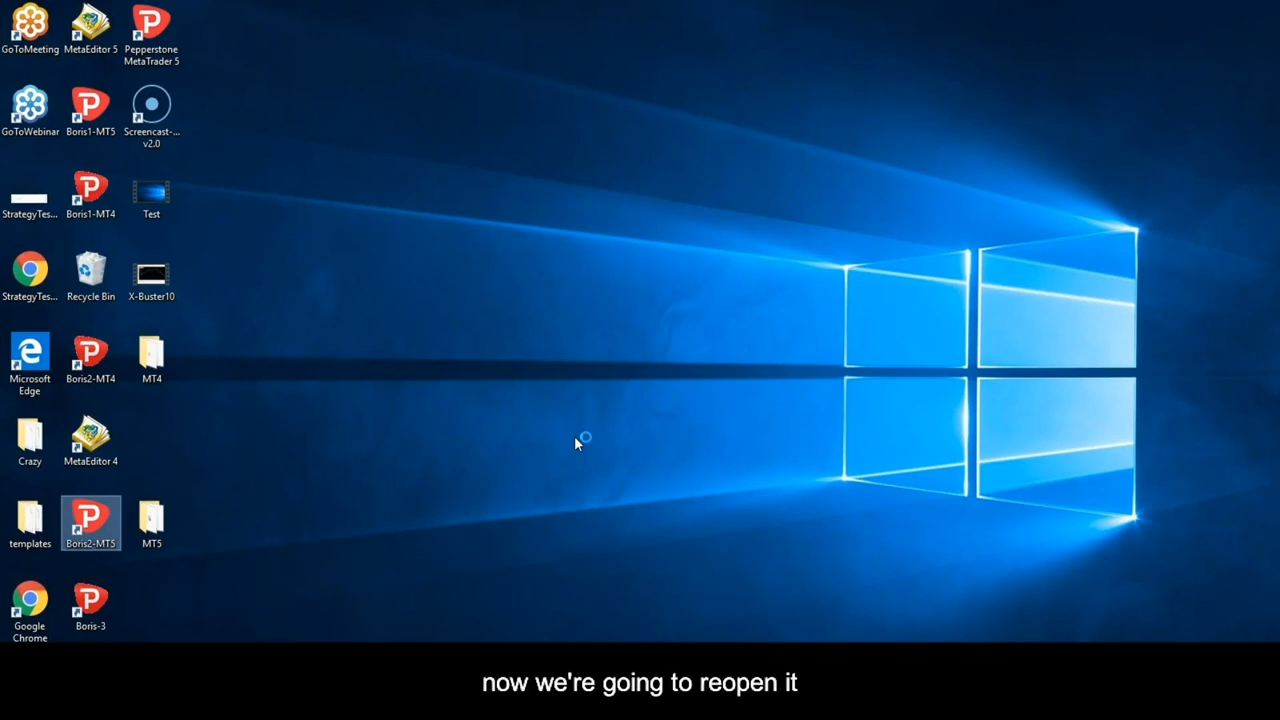 GoToMeeting
MetaEditor 5
Pepperstone
MetaTrader 5
GoToWebinar
Boris1-MT5
Screencast-...
v2.0
StrategyTes...
Boris1-MT4
Test
StrategyTes...
Recycle Bin
X-Buster10
Microsoft
Edge
Boris2-MT4
MT4
Crazy
MetaEditor 4
templates
Boris2-MT5
MT5
Google
Chrome
Boris-3
now we're going to reopen it